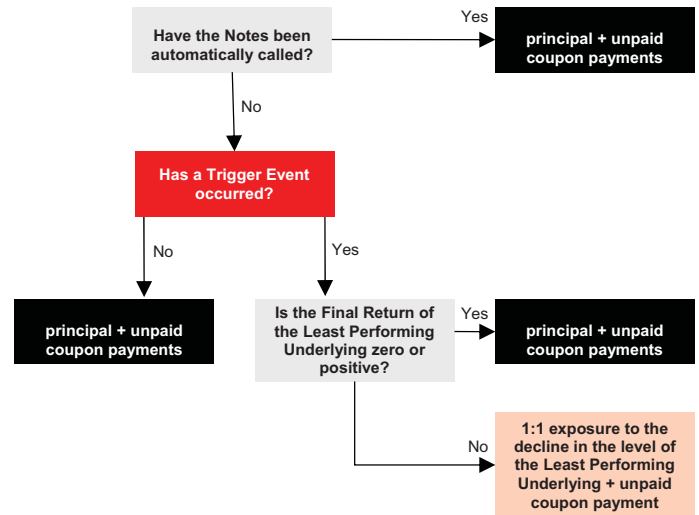 Have the Notes been
automatically called?
Yes
principal + unpaid
coupon payments
No
Has a Trigger Event
occurred?
No
Yes
principal + unpaid
coupon payments
Is the Final Return of
the Least Performing
Underlying zero or
positive?
Yes
principal + unpaid
coupon payments
No
1:1 exposure to the
decline in the level of
the Least Performing
Underlying + unpaid
coupon payment